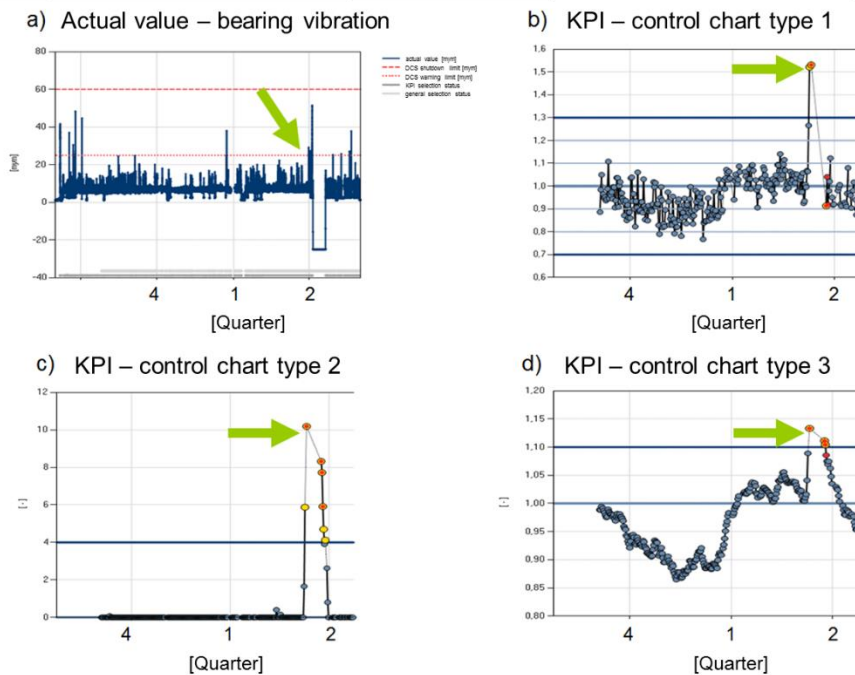 a) Actual value – bearing vibration
80
60
40
20
0
-20
-40
[mym]
4 1 2
[Quarter]
actual value [mym]
DCS shutdown limit [mym]
DCS warning limit [mym]
KPI selection status
general selection status
b) KPI – control chart type 1
1,6
1,5
1,4
1,3
1,2
1,1
1,0
0,9
0,8
0,7
0,6
[-]
4 1 2
[Quarter]
c) KPI – control chart type 2
12
10
8
6
4
2
0
[-]
4 1 2
[Quarter]
d) KPI – control chart type 3
1,20
1,10
1,00
0,95
0,90
0,85
0,80
[-]
4 1 2
[Quarter]